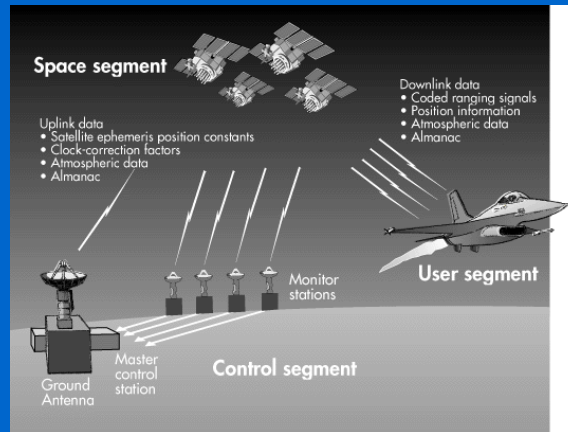 Space segment
Uplink data
• Satellite ephemeris position constants
• Clock-correction factors
• Atmospheric data
• Almanac
Downlink data
• Coded ranging signals
• Position information
• Atmospheric data
• Almanac
User segment
Monitor
stations
Ground
Antenna
Master
control
station
Control segment